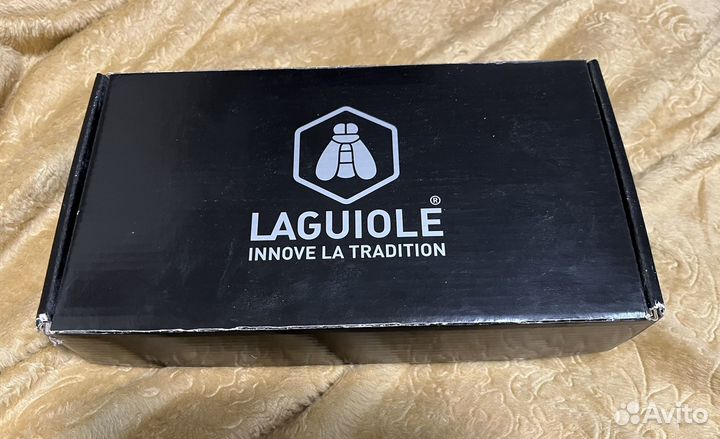 LAGUIOLE ®
INNOVE LA TRADITION
Avito